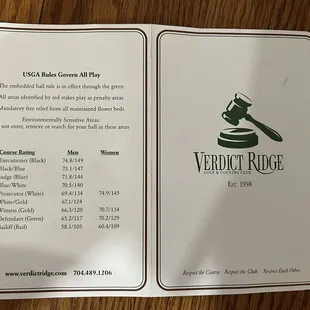 USGA Rules Govern All Play
The embedded ball rule is in effect through the green
All areas identified by red stakes play as penalty areas
Mandatory free relief from all maintained flower beds
Environmentally Sensitive Areas:
not enter, retrieve or search for your ball in these areas
Course Rating Men Women
Executioner (Black) 74.8/149
Black/Blue 73.1/147
Judge (Blue) 71.8/144
Blue/White 70.5/140
Prosecutor (White) 69.4/134 74.9/145
White/Gold 67.1/124
Witness (Gold) 66.3/120 70.7/134
Defendant (Green) 65.2/117 70.2/129
Bailiff (Red) 58.3/105 60.4/109
www.verdictridge.com 704.489.1206
VERDICT RIDGE
GOLF & COUNTRY CLUB
EST. 1998
Respect the Course. Respect the Club. Respect Each Other.